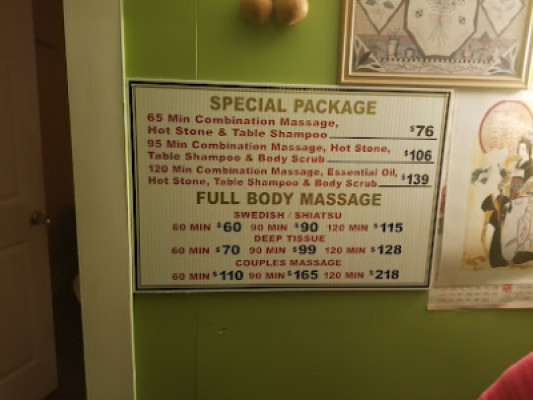 SPECIAL PACKAGE
65 Min Combination Massage,
Hot Stone & Table Shampoo $76
95 Min Combination Massage, Hot Stone,
Table Shampoo & Body Scrub $106
120 Min Combination Massage, Essential Oil,
Hot Stone, Table Shampoo & Body Scrub $139
FULL BODY MASSAGE
SWEDISH / SHIATSU
60 MIN $60 90 MIN $90 120 MIN $115
DEEP TISSUE
60 MIN $70 90 MIN $99 120 MIN $128
COUPLES MASSAGE
60 MIN $110 90 MIN $165 120 MIN $218